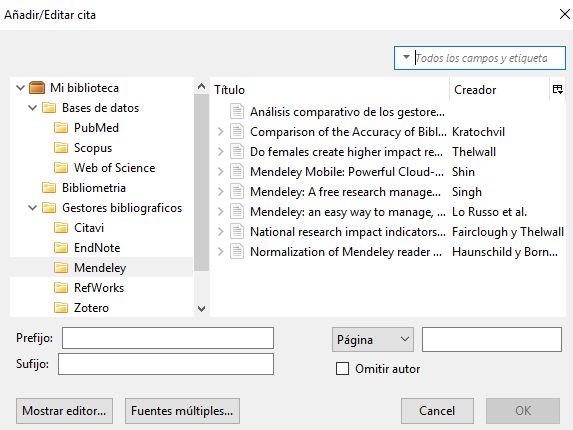 Añadir/Editar cita
Todos los campos y etiqueta
Mi biblioteca
Bases de datos
PubMed
Scopus
Web of Science
Bibliometria
Gestores bibliograficos
Citavi
EndNote
Mendeley
RefWorks
Zotero
Título Creador
Análisis comparativo de los gestore...
Comparison of the Accuracy of Bibl... Kratochvil
Do females create higher impact re... Thelwall
Mendeley Mobile: Powerful Cloud-... Shin
Mendeley: A free research manage... Singh
Mendeley: an easy way to manage, ... Lo Russo et al.
National research impact indicators... Fairclough y Thelwall
Normalization of Mendeley reader ... Haunschild y Born...
Prefijo:
Página
Sufijo:
Omitir autor
Mostrar editor... Fuentes múltiples... Cancel OK